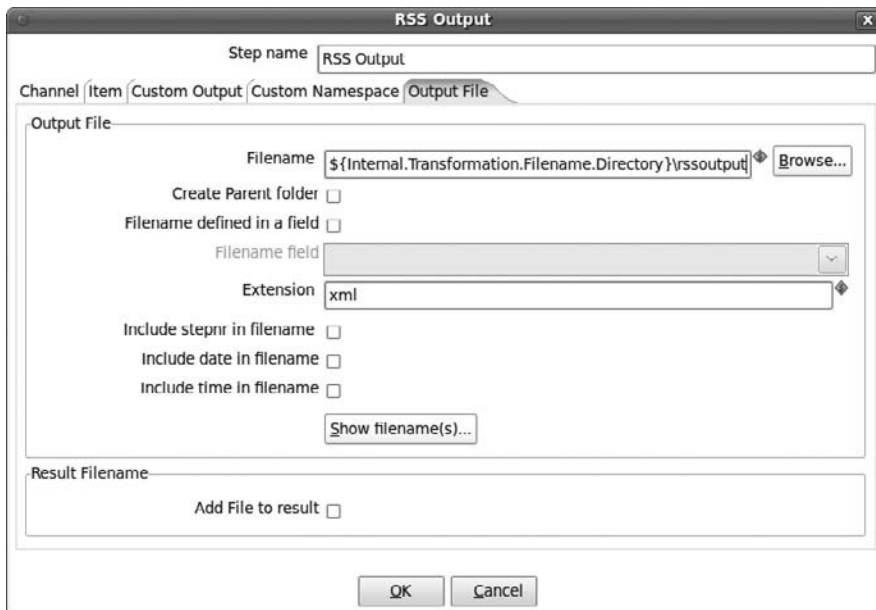 RSS Output
Step name RSS Output
Channel Item Custom Output Custom Namespace Output File
Output File
Filename ${Internal.Transformation.Filename.Directory}\rssoutput Browse...
Create Parent folder
Filename defined in a field
Filename field
Extension xml
Include stepnr in filename
Include date in filename
Include time in filename
Show filename(s)...
Result Filename
Add File to result
OK Cancel